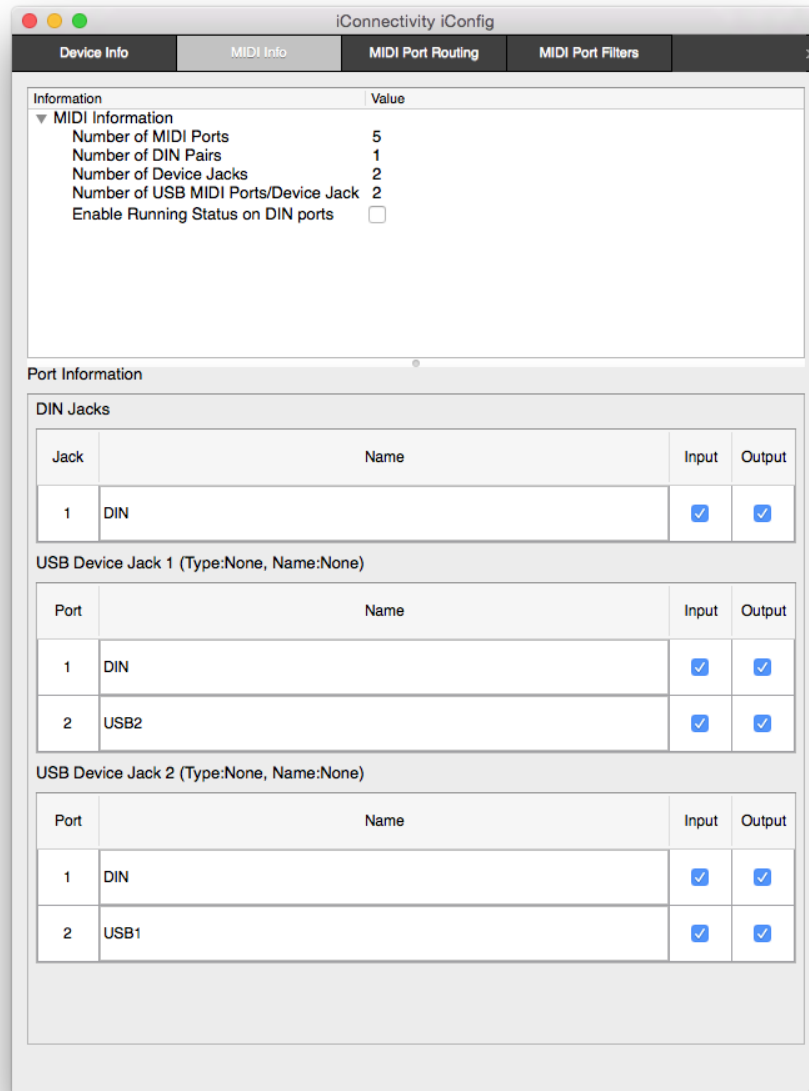 iConnectivity iConfig
Device Info MIDI Info MIDI Port Routing MIDI Port Filters
Information Value
MIDI Information
Number of MIDI Ports 5
Number of DIN Pairs 1
Number of Device Jacks 2
Number of USB MIDI Ports/Device Jack 2
Enable Running Status on DIN ports
Port Information
DIN Jacks
Jack Name Input Output
1 DIN
USB Device Jack 1 (Type:None, Name:None)
Port Name Input Output
1 DIN
2 USB2
USB Device Jack 2 (Type:None, Name:None)
Port Name Input Output
1 DIN
2 USB1